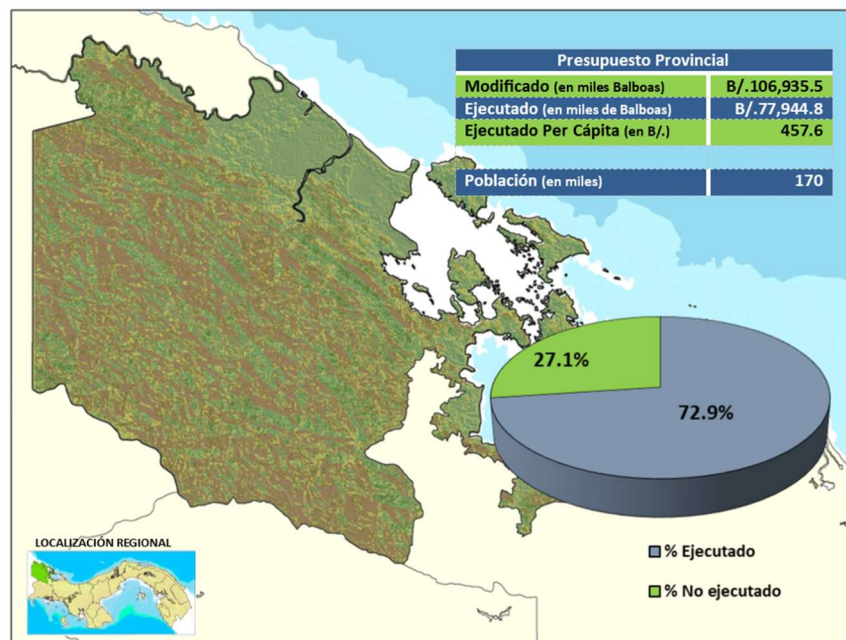 Presupuesto Provincial
Modificado (en miles Balboas) B/.106,935.5
Ejecutado (en miles de Balboas) B/.77,944.8
Ejecutado Per Cápita (en B/.) 457.6
Población (en miles) 170
27.1%
72.9%
LOCALIZACIÓN REGIONAL
% Ejecutado
% No ejecutado